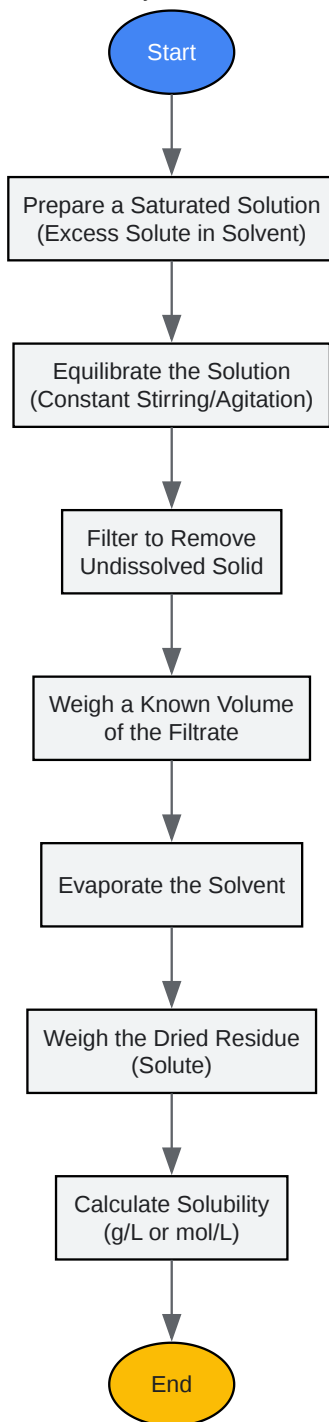 Start
Prepare a Saturated Solution
(Excess Solute in Solvent)
Equilibrate the Solution
(Constant Stirring/Agitation)
Filter to Remove
Undissolved Solid
Weigh a Known Volume
of the Filtrate
Evaporate the Solvent
Weigh the Dried Residue
(Solute)
Calculate Solubility
(g/L or mol/L)
End